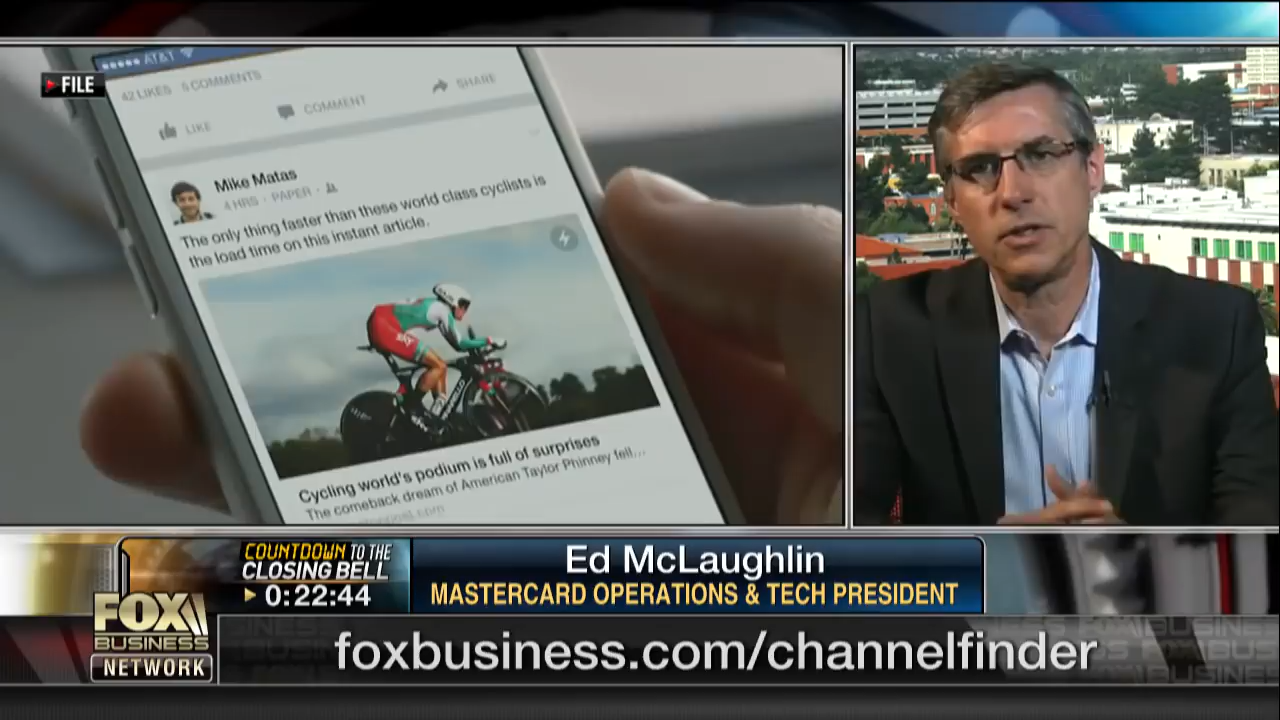 FILE
AT&T
42 LIKES 5 COMMENTS
LIKE
COMMENT
SHARE
Mike Matas
4 HRS · PAPER ·
The only thing faster than these world class cyclists is
the load time on this instant article.
Cycling world's podium is full of surprises
The comeback dream of American Taylor Phinney fell...
COUNTDOWN TO THE
CLOSING BELL
0:22:44
Ed McLaughlin
MASTERCARD OPERATIONS & TECH PRESIDENT
FOX
BUSINESS
NETWORK
foxbusiness.com/channelfinder